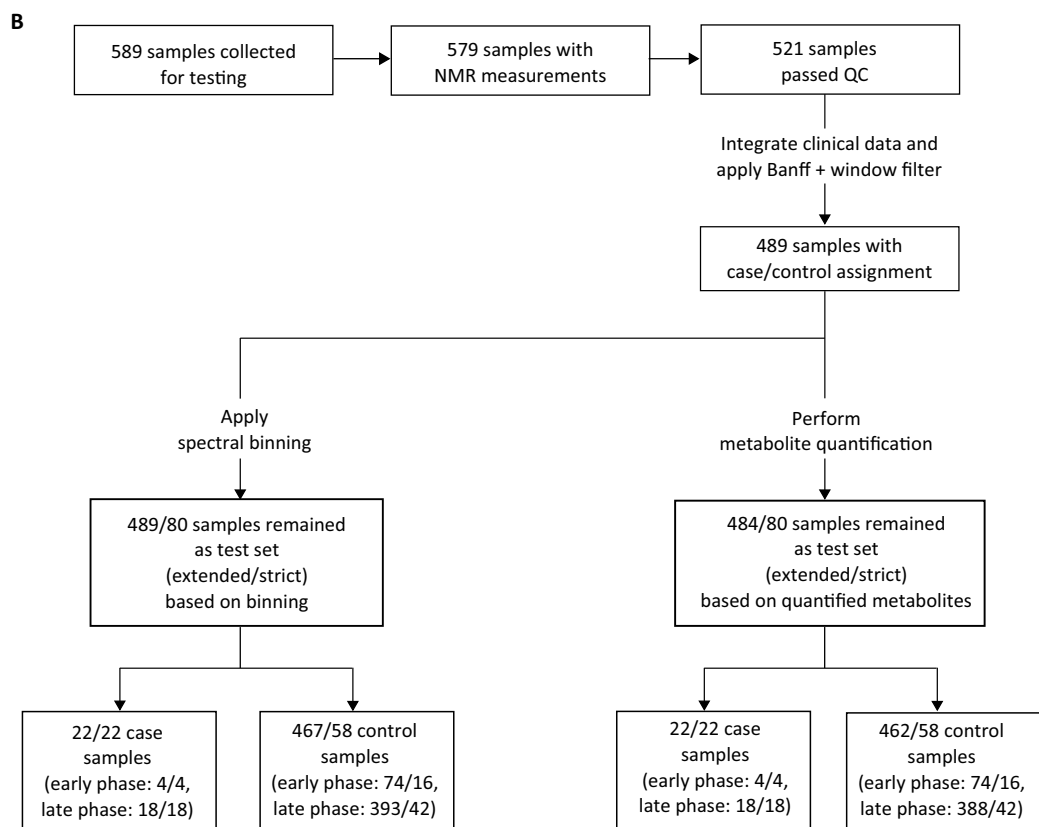 B
589 samples collected
for testing
579 samples with
NMR measurements
521 samples
passed QC
Integrate clinical data and
apply Banff + window filter
489 samples with
case/control assignment
Apply
spectral binning
Perform
metabolite quantification
489/80 samples remained
as test set
(extended/strict)
based on binning
484/80 samples remained
as test set
(extended/strict)
based on quantified metabolites
22/22 case
samples
(early phase: 4/4,
late phase: 18/18)
467/58 control
samples
(early phase: 74/16,
late phase: 393/42)
22/22 case
samples
(early phase: 4/4,
late phase: 18/18)
462/58 control
samples
(early phase: 74/16,
late phase: 388/42)